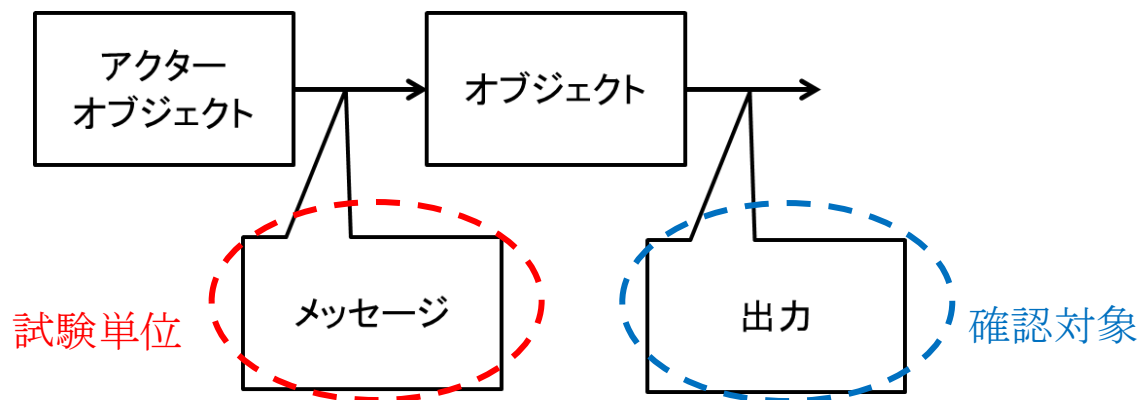 アクター
オブジェクト
オブジェクト
メッセージ
出力
試験単位
確認対象